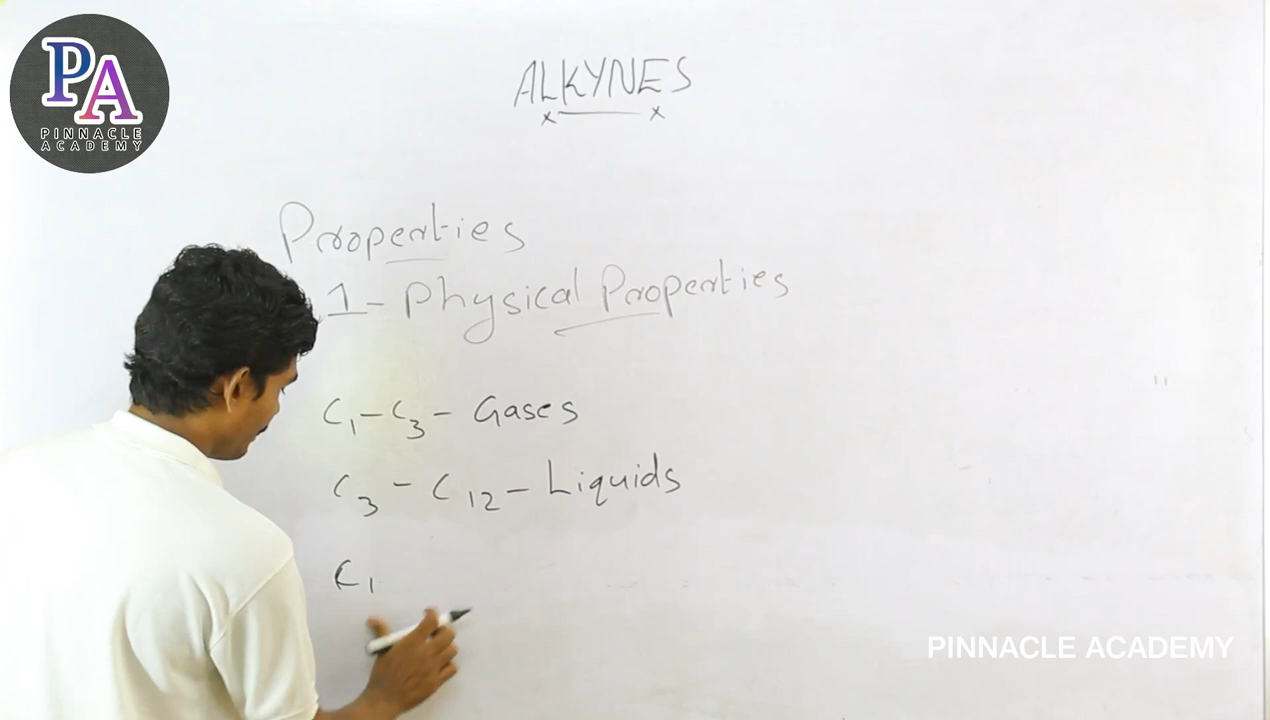 PA
PINNACLE
ACADEMY
ALKYNES
Properties
1- Physical Properties
C₁-C₃- Gases
C₃ - C₁₂ - Liquids
C₁
PINNACLE ACADEMY